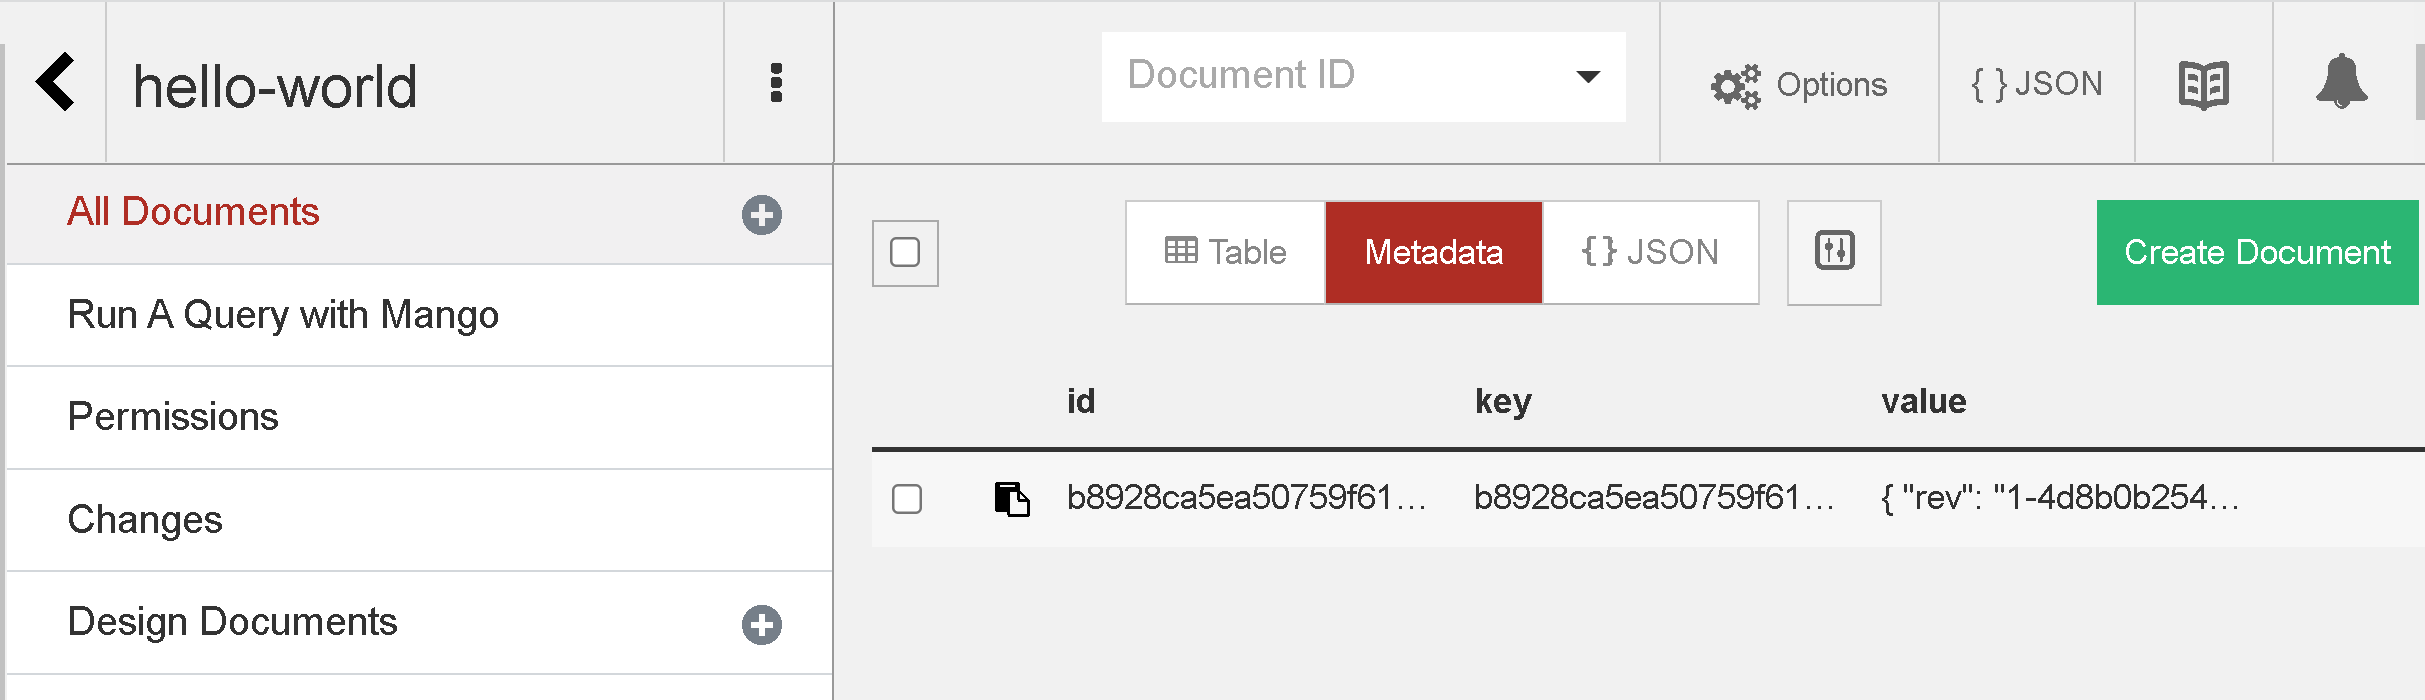 hello-world
Document ID
Options
{ } JSON
All Documents
Run A Query with Mango
Permissions
Changes
Design Documents
Table
Metadata
{ } JSON
Create Document
id key value
b8928ca5ea50759f61... b8928ca5ea50759f61... { "rev": "1-4d8b0b254...